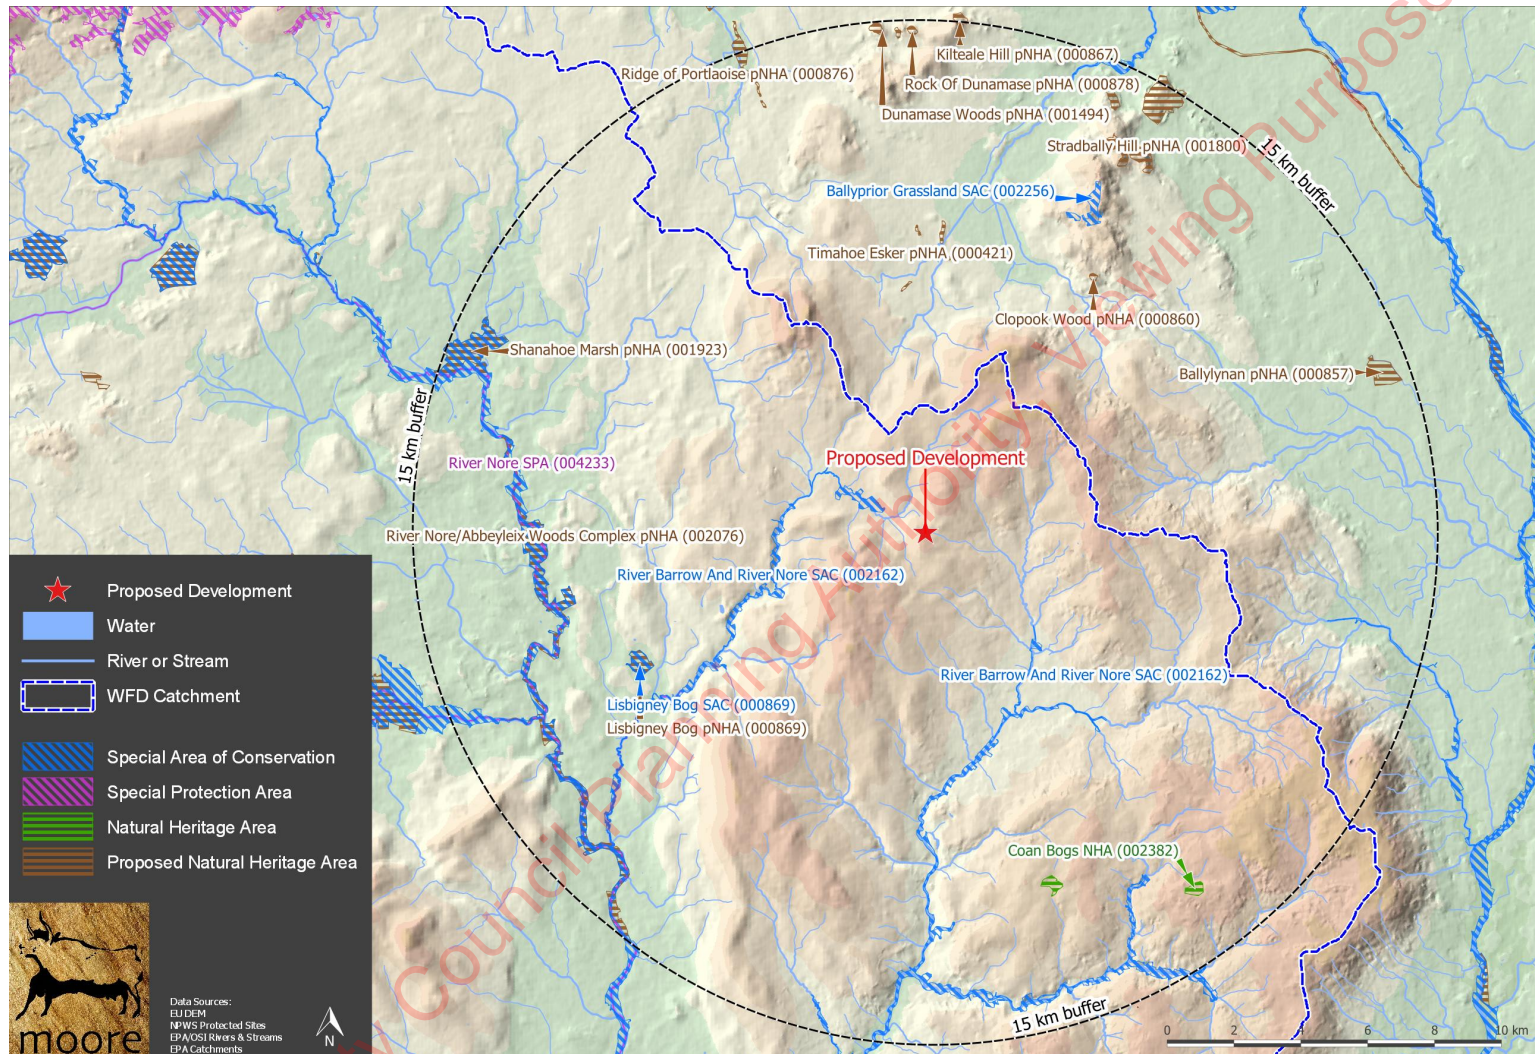 Kilteale Hill pNHA (000867)
Ridge of Portlaoise pNHA (000876)
Rock Of Dunamase pNHA (000878)
Dunamase Woods pNHA (001494)
Stradbally Hill pNHA (001800)
15 km buffer
Ballyprior Grassland SAC (002256)
Timahoe Esker pNHA (000421)
Clopook Wood pNHA (000860)
Shanahoe Marsh pNHA (001923)
Ballylynan pNHA (000857)
15 km buffer
Proposed Development
River Nore SPA (004233)
River Nore/Abbeyleix Woods Complex pNHA (002076)
River Barrow And River Nore SAC (002162)
River Barrow And River Nore SAC (002162)
Lisbigney Bog SAC (000869)
Lisbigney Bog pNHA (000869)
Coan Bogs NHA (002382)
15 km buffer
Proposed Development
Water
River or Stream
WFD Catchment
Special Area of Conservation
Special Protection Area
Natural Heritage Area
Proposed Natural Heritage Area
moore
Data Sources:
EU DEM
NPWS Protected Sites
EPA/OSI Rivers & Streams
EPA Catchments
N
0 2 4 6 8 10 km
Council Planning Authority, Viewing Purpose